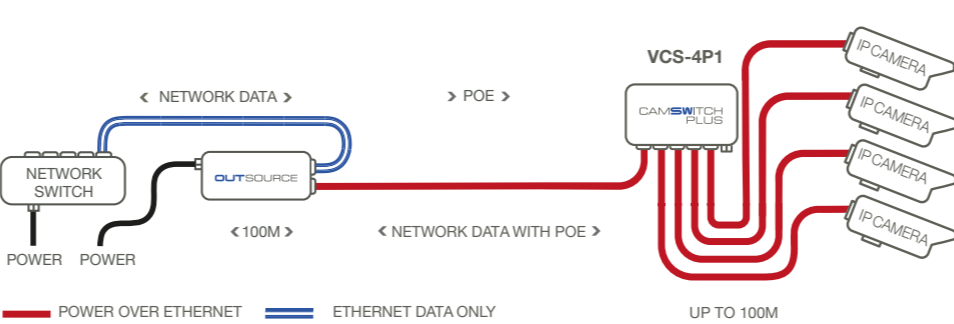 VCS-4P1
< NETWORK DATA >
> POE >
CAMSWITCH
PLUS
IP CAMERA
IP CAMERA
IP CAMERA
IP CAMERA
NETWORK
SWITCH
OUTSOURCE
<100M >
< NETWORK DATA WITH POE >
POWER
POWER
POWER OVER ETHERNET
ETHERNET DATA ONLY
UP TO 100M